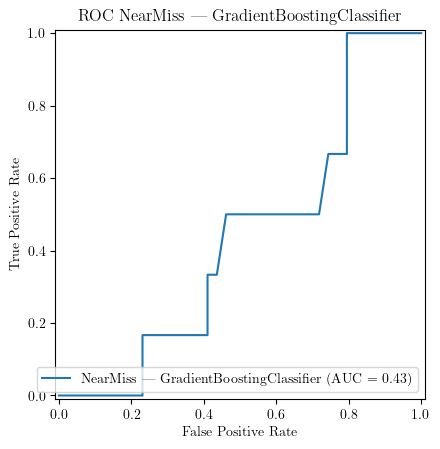 ROC NearMiss — GradientBoostingClassifier
1.0
0.8
0.6
0.4
0.2
0.0
True Positive Rate
NearMiss — GradientBoostingClassifier (AUC = 0.43)
0.0 0.2 0.4 0.6 0.8 1.0
False Positive Rate